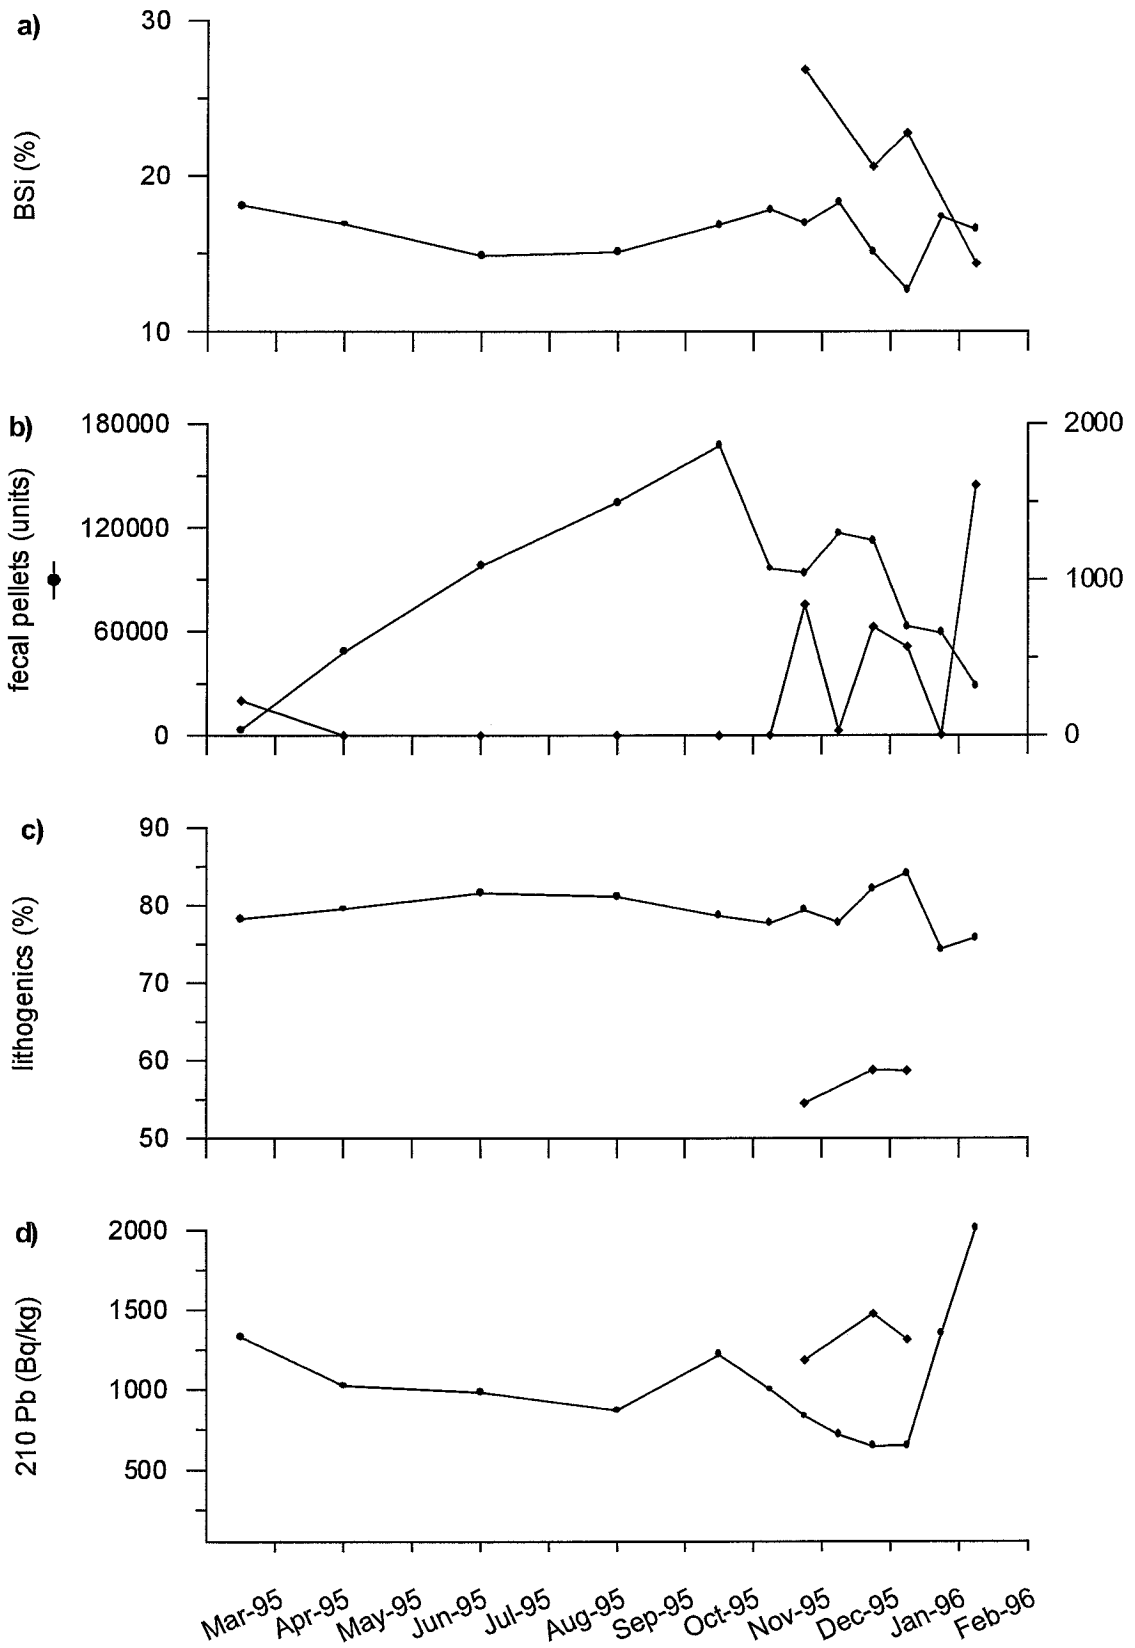 a)
BSi (%)
30
20
10
b)
fecal pellets (units)
180000
120000
60000
0
2000
1000
0
c)
lithogenics (%)
90
80
70
60
50
d)
210 Pb (Bq/kg)
2000
1500
1000
500
Mar-95 Apr-95 May-95 Jun-95 Jul-95 Aug-95 Sep-95 Oct-95 Nov-95 Dec-95 Jan-96 Feb-96